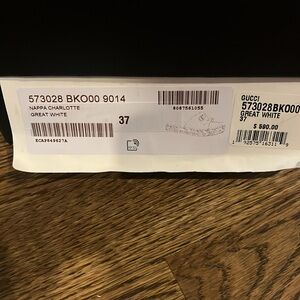 573028 BKO00 9014
NAPPA CHARLOTTE
GREAT WHITE
37
GUCCI
573028BKO00
GREAT WHITE
37
$ 590.00